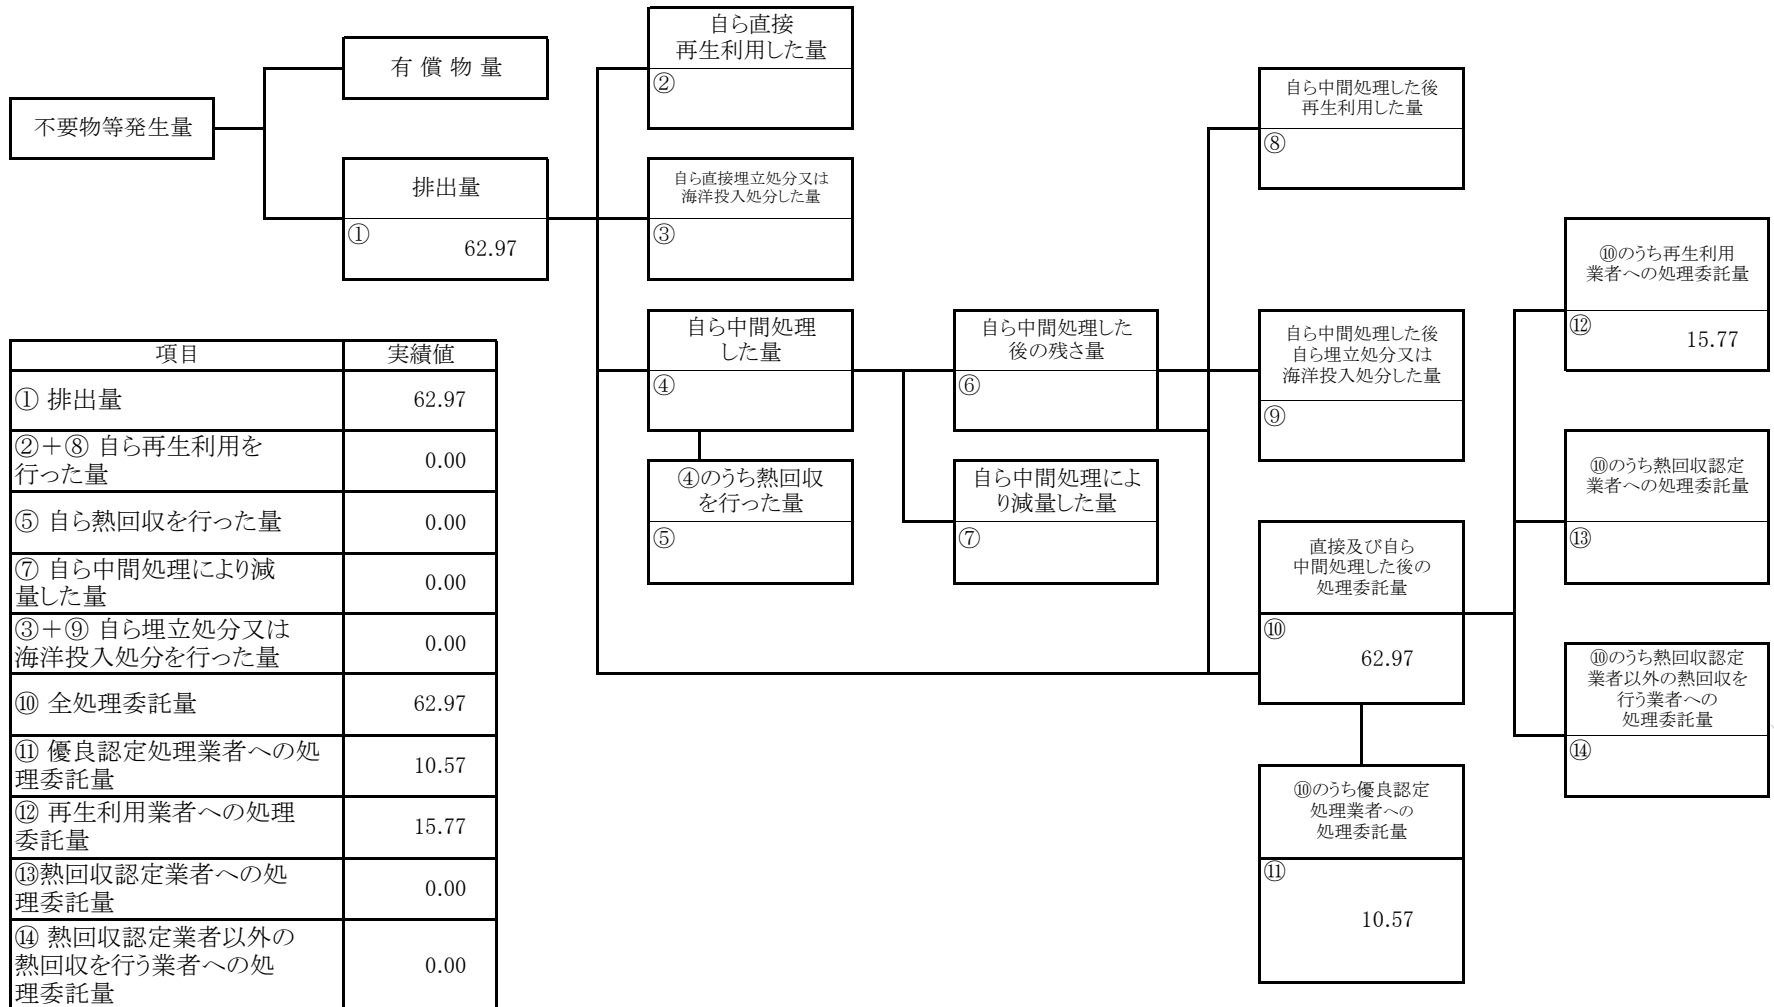 不要物等発生量
有 償 物 量
排出量
①
62.97
自ら直接
再生利用した量
②
自ら直接埋立処分又は
海洋投入処分した量
③
自ら中間処理
した量
④
④のうち熱回収
を行った量
⑤
自ら中間処理した
後の残さ量
⑥
自ら中間処理によ
り減量した量
⑦
自ら中間処理した後
再生利用した量
⑧
自ら中間処理した後
自ら埋立処分又は
海洋投入処分した量
⑨
直接及び自ら
中間処理した後の
処理委託量
⑩
62.97
⑩のうち優良認定
処理業者への
処理委託量
⑪
10.57
⑩のうち再生利用
業者への処理委託量
⑫
15.77
⑩のうち熱回収認定
業者への処理委託量
⑬
⑩のうち熱回収認定
業者以外の熱回収を
行う業者への
処理委託量
⑭
項目 実績値
① 排出量 62.97
②+⑧ 自ら再生利用を
行った量 0.00
⑤ 自ら熱回収を行った量 0.00
⑦ 自ら中間処理により減
量した量 0.00
③+⑨ 自ら埋立処分又は
海洋投入処分を行った量 0.00
⑩ 全処理委託量 62.97
⑪ 優良認定処理業者への処
理委託量 10.57
⑫ 再生利用業者への処理
委託量 15.77
⑬熱回収認定業者への処
理委託量 0.00
⑭ 熱回収認定業者以外の
熱回収を行う業者への処
理委託量 0.00